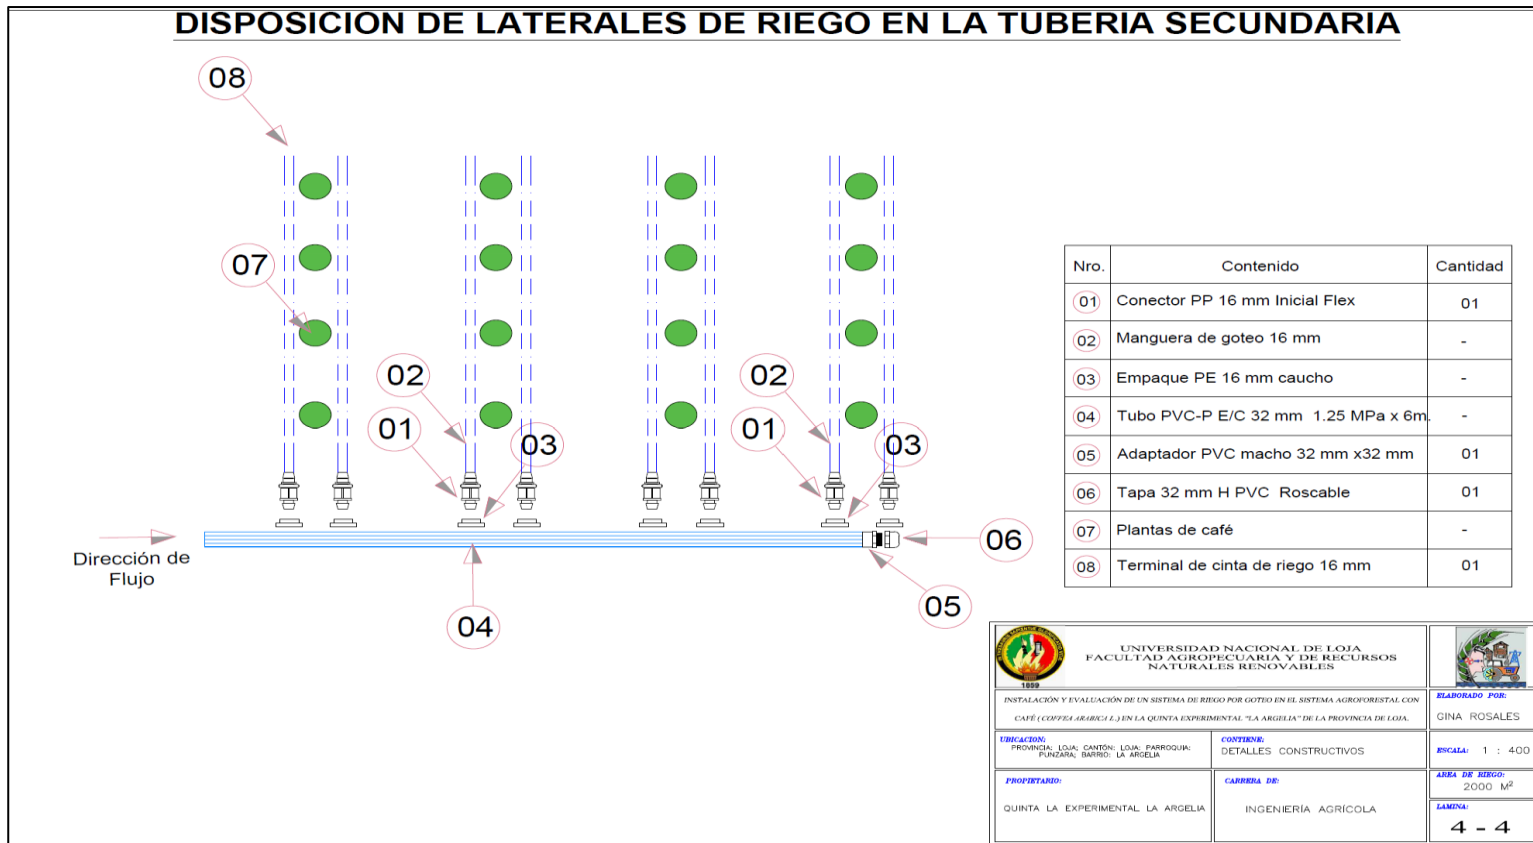 DISPOSICION DE LATERALES DE RIEGO EN LA TUBERIA SECUNDARIA
08
07
02
01
03
02
01
03
Dirección de
Flujo
04
05
06
Nro. Contenido Cantidad
01 Conector PP 16 mm Inicial Flex 01
02 Manguera de goteo 16 mm -
03 Empaque PE 16 mm caucho -
04 Tubo PVC-P E/C 32 mm 1.25 MPa x 6m. -
05 Adaptador PVC macho 32 mm x32 mm 01
06 Tapa 32 mm H PVC Roscable 01
07 Plantas de café -
08 Terminal de cinta de riego 16 mm 01
1859
UNIVERSIDAD NACIONAL DE LOJA
FACULTAD AGROPECUARIA Y DE RECURSOS
NATURALES RENOVABLES
INSTALACIÓN Y EVALUACIÓN DE UN SISTEMA DE RIEGO POR GOTEO EN EL SISTEMA AGROFORESTAL CON
CAFÉ ( COFFEA ARABICA L.) EN LA QUINTA EXPERIMENTAL "LA ARGELIA" DE LA PROVINCIA DE LOJA.
ELABORADO POR:
GINA ROSALES
UBICACION:
PROVINCIA: LOJA; CANTÓN: LOJA; PARROQUIA:
PUNZARA; BARRIO: LA ARGELIA
CONTIENE:
DETALLES CONSTRUCTIVOS
ESCALA: 1 : 400
PROPIETARIO:
QUINTA LA EXPERIMENTAL LA ARGELIA
CARRERA DE:
INGENIERÍA AGRÍCOLA
AREA DE RIEGO:
2000 M²
LAMINA:
4 - 4